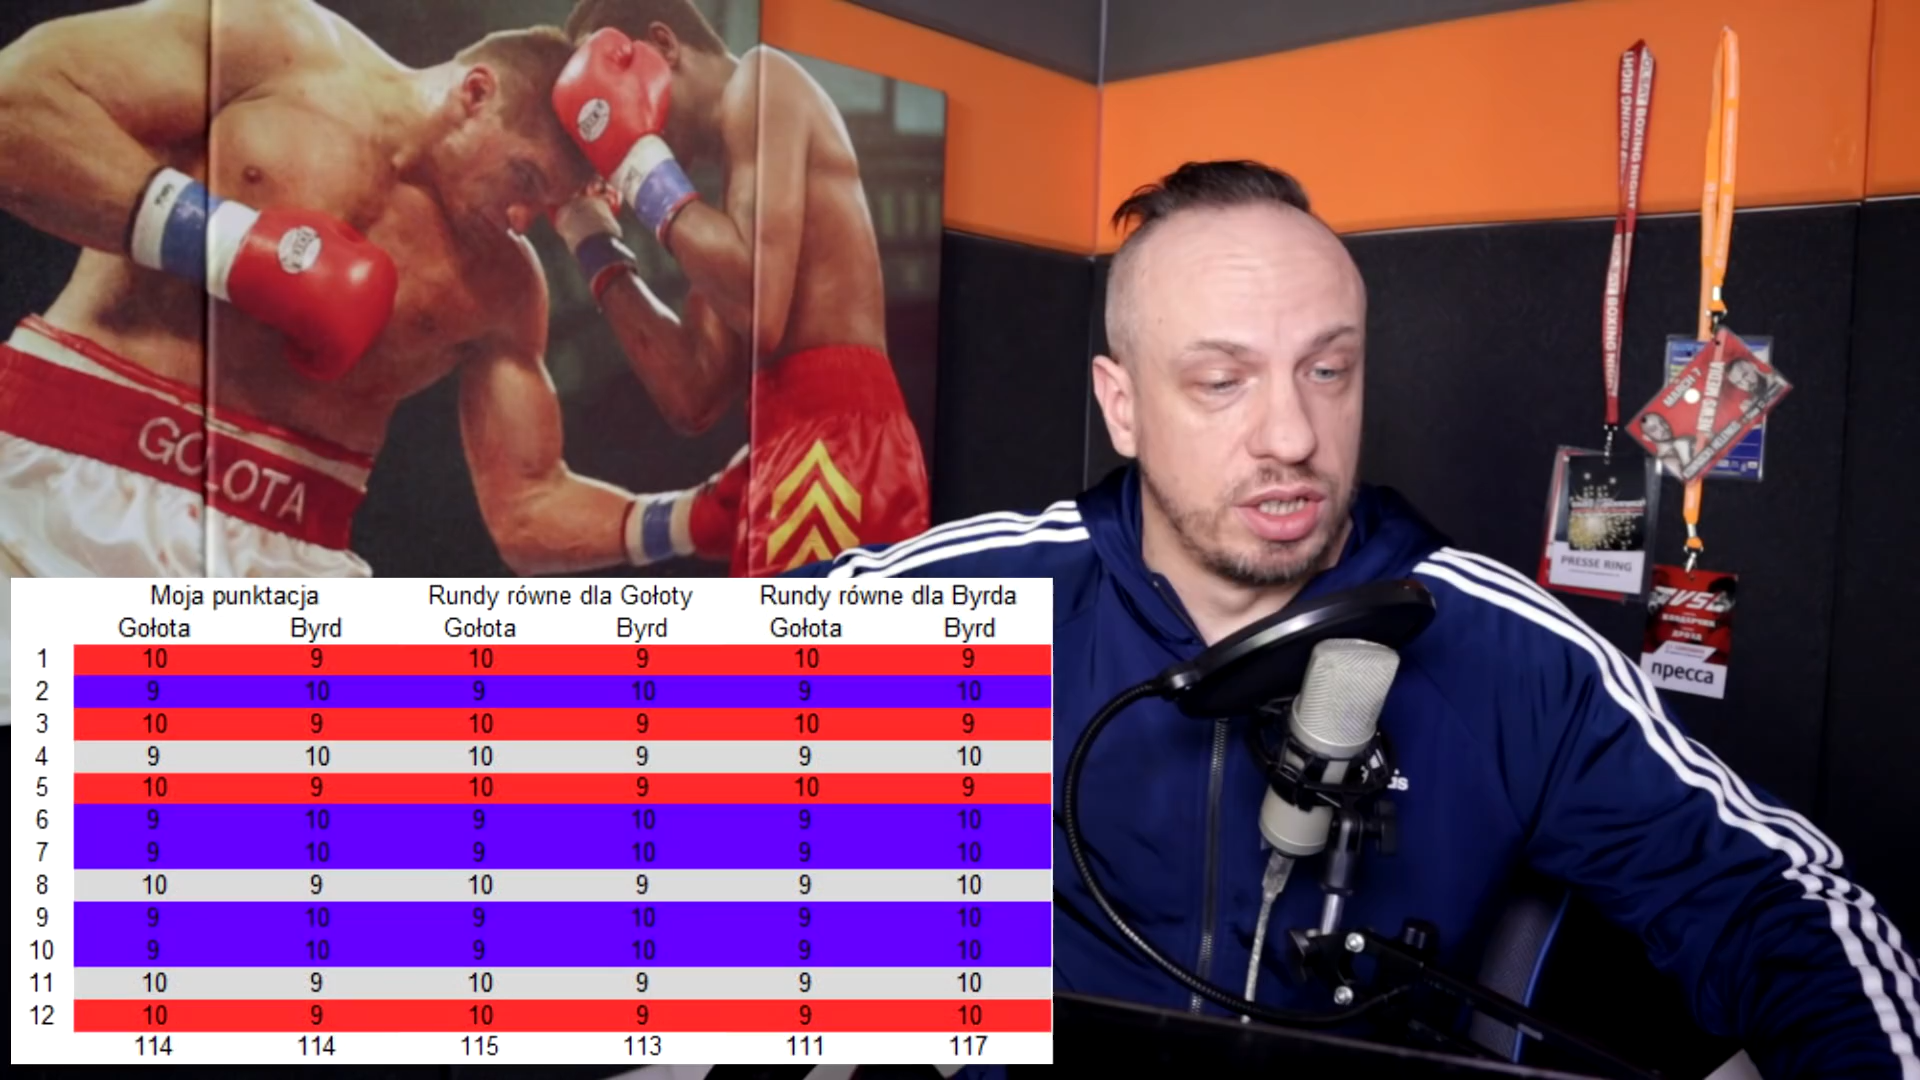 GOLOTA
MARCH 7
NEWS MEDIA
PRESSE RING
пресса
Moja punktacja Rundy równe dla Gołoty Rundy równe dla Byrda
Gołota Byrd Gołota Byrd Gołota Byrd
1 10 9 10 9 10 9
2 9 10 9 10 9 10
3 10 9 10 9 10 9
4 9 10 10 9 9 10
5 10 9 10 9 10 9
6 9 10 9 10 9 10
7 9 10 9 10 9 10
8 10 9 10 9 9 10
9 9 10 9 10 9 10
10 9 10 9 10 9 10
11 10 9 10 9 9 10
12 10 9 10 9 9 10
114 114 115 113 111 117